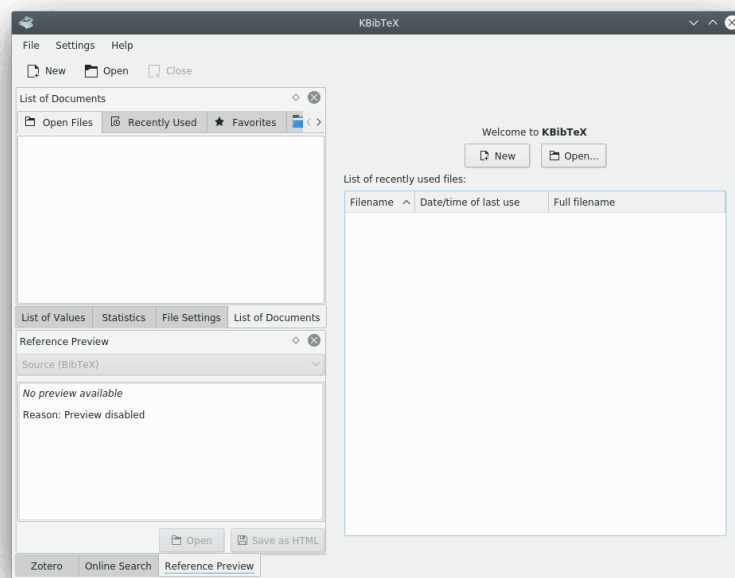 KBibTeX
File Settings Help
New Open Close
List of Documents
Open Files Recently Used Favorites
List of Values Statistics File Settings List of Documents
Reference Preview
Source (BibTeX)
No preview available
Reason: Preview disabled
Open Save as HTML
Zotero Online Search Reference Preview
Welcome to KBibTeX
New Open...
List of recently used files:
Filename Date/time of last use Full filename